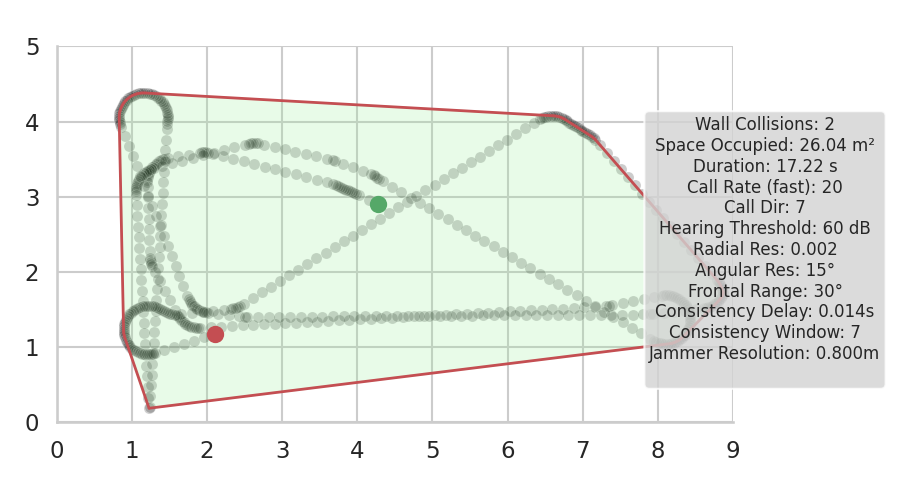 5
4
3
2
1
0
0 1 2 3 4 5 6 7 8 9
Wall Collisions: 2
Space Occupied: 26.04 m²
Duration: 17.22 s
Call Rate (fast): 20
Call Dir: 7
Hearing Threshold: 60 dB
Radial Res: 0.002
Angular Res: 15°
Frontal Range: 30°
Consistency Delay: 0.014s
Consistency Window: 7
Jammer Resolution: 0.800m